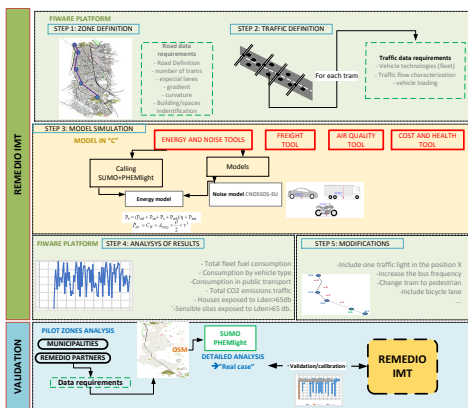 FIWARE PLATFORM
STEP 1: ZONE DEFINITION
STEP 2: TRAFFIC DEFINITION
Road data
requirements
- Road Definition
- number of trams
- especial lanes
- gradient
- curvature
- Building/spaces
indentification
For each tram
Traffic data requirements
- Vehicle technologies (fleet)
- Traffic flow characterization
- vehicle loading
REMEDIO IMT
STEP 3: MODEL SIMULATION
MODEL IN "C"
ENERGY AND NOISE TOOLS
FREIGHT
TOOL
AIR QUALITY
TOOL
COST AND HEALTH
TOOL
Calling
SUMO+PHEMlight
Models
Energy model
Noise model CNOSSOS-EU
FIWARE PLATFORM
STEP 4: ANALYSIS OF RESULTS
- Total fleet fuel consumption
- Consumption by vehicle type
- Consumption in public transport
- Total CO2 emissions traffic
- Houses exposed to Lden>65db
- Sensible sites exposed to Lden>65 db.
STEP 5: MODIFICATIONS
-Include one traffic light in the position X
-Increase the bus frequency
-Change tram to pedestrian
-Include bicycle lane
...
VALIDATION
PILOT ZONES ANALYSIS
MUNICIPALITIES
REMEDIO PARTNERS
Data requirements
OSM
SUMO
PHEMlight
DETAILED ANALYSIS
→"Real case"
Validation/calibration
REMEDIO
IMT